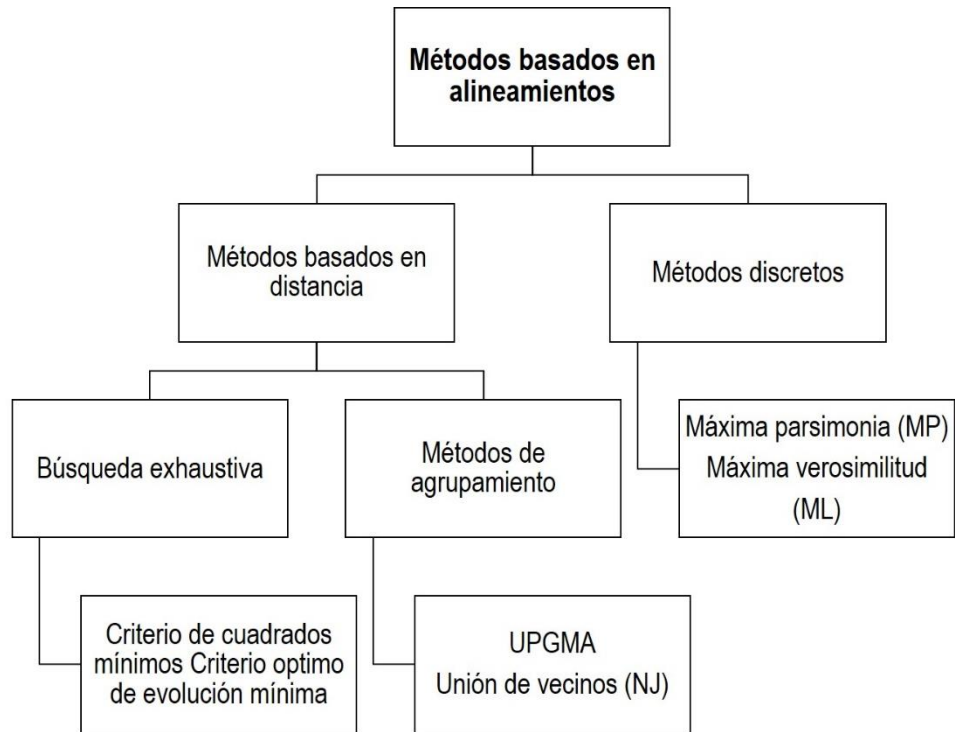 Métodos basados en
alineamientos
Métodos basados en
distancia
Métodos discretos
Búsqueda exhaustiva
Métodos de
agrupamiento
Máxima parsimonia (MP)
Máxima verosimilitud
(ML)
Criterio de cuadrados
mínimos Criterio optimo
de evolución mínima
UPGMA
Unión de vecinos (NJ)